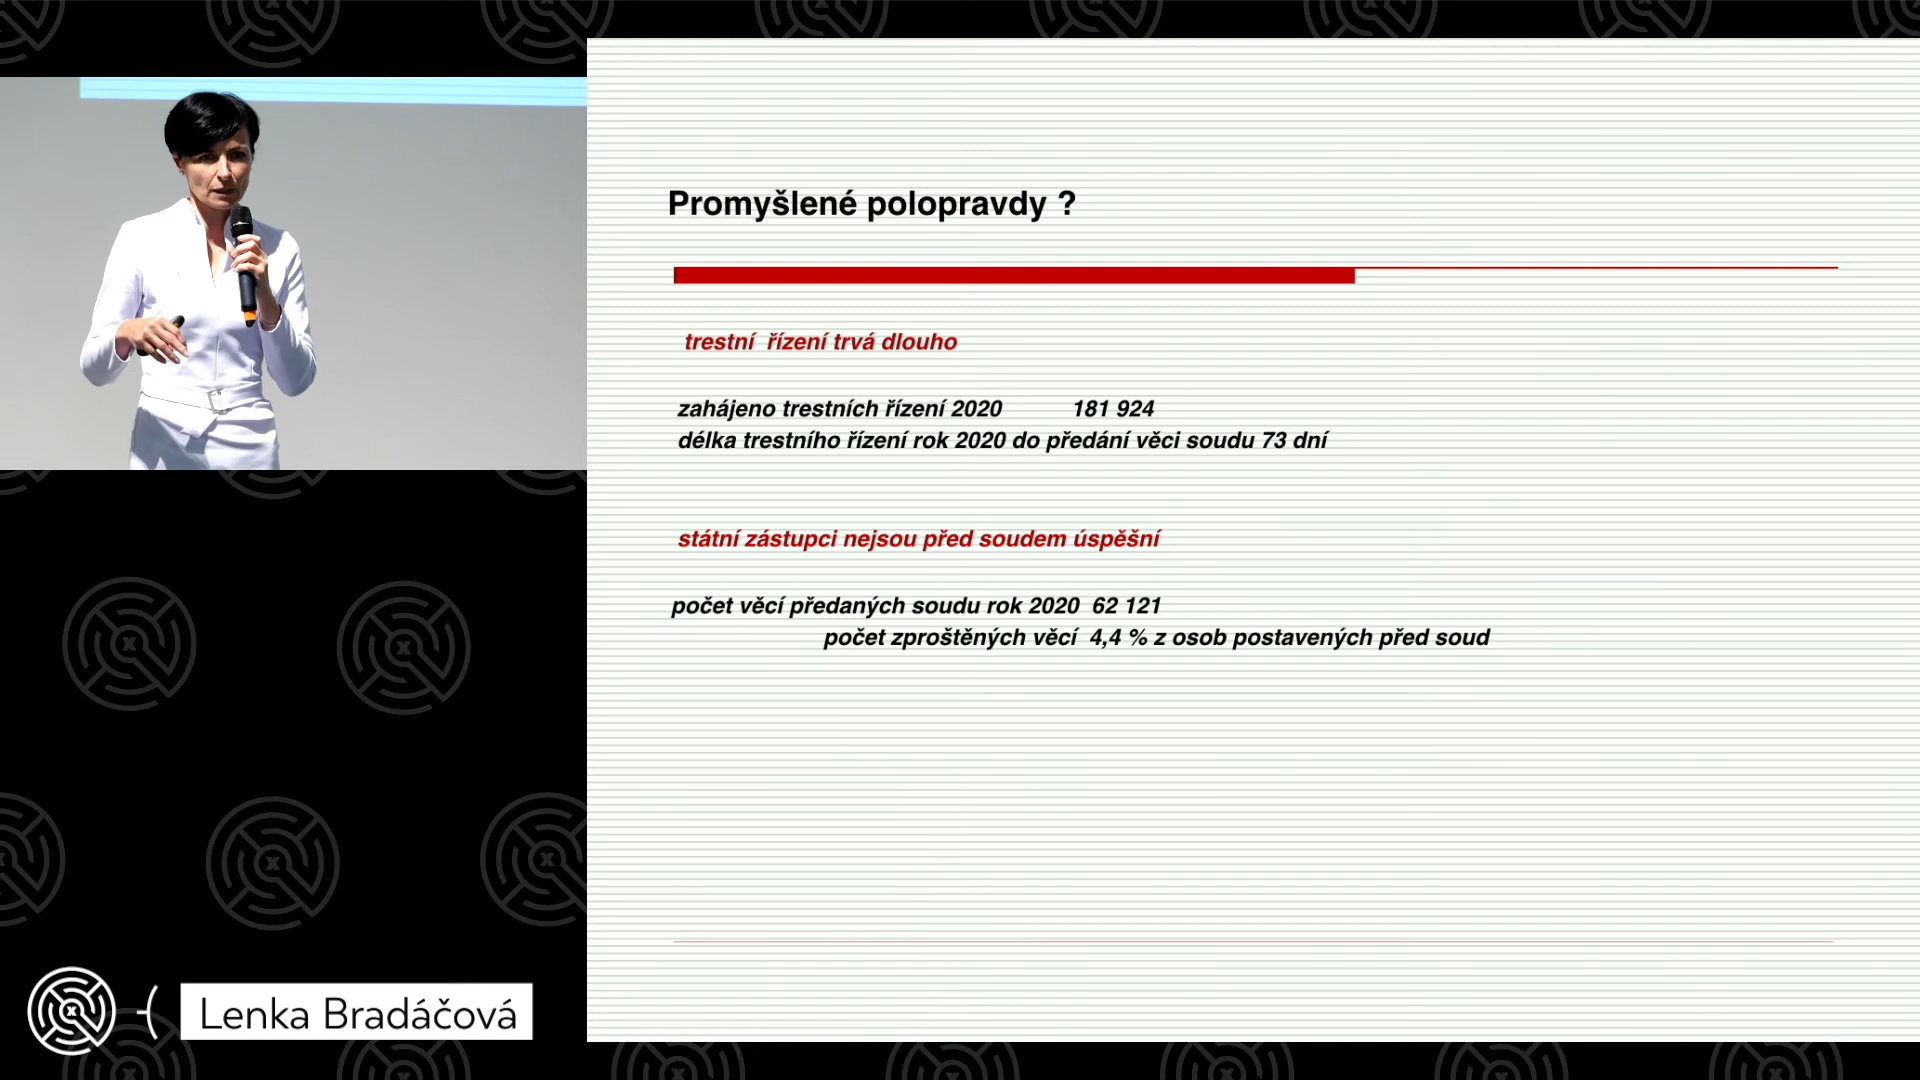 Promyšlené polopravdy ?
trestní řízení trvá dlouho
zahájeno trestních řízení 2020 181 924
délka trestního řízení rok 2020 do předání věci soudu 73 dní
státní zástupci nejsou před soudem úspěšní
počet věcí předaných soudu rok 2020 62 121
počet zproštěných věcí 4,4 % z osob postavených před soud
Lenka Bradáčová